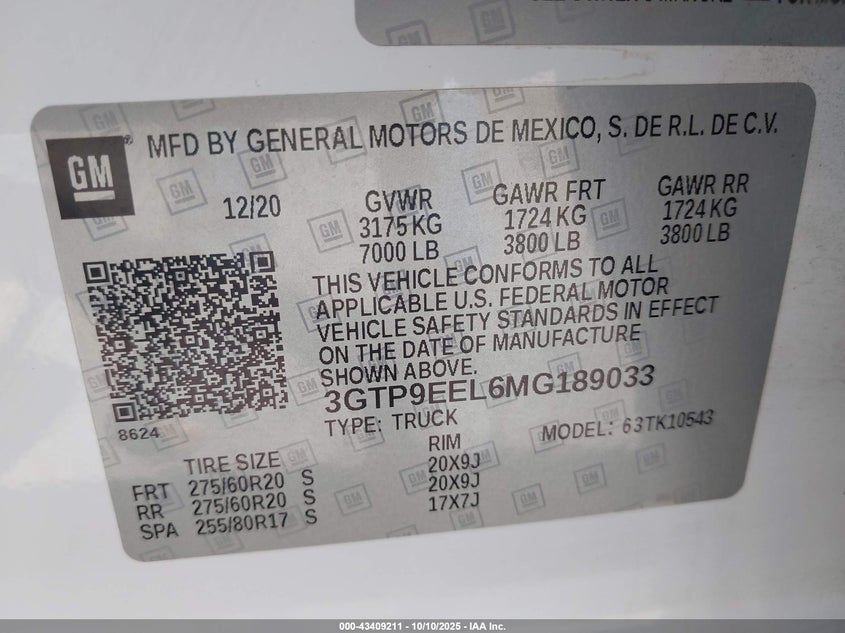 GM
MFD BY GENERAL MOTORS DE MEXICO, S. DE R.L. DE C.V.
12/20
GVWR GAWR FRT GAWR RR
3175 KG 1724 KG 1724 KG
7000 LB 3800 LB 3800 LB
THIS VEHICLE CONFORMS TO ALL
APPLICABLE U.S. FEDERAL MOTOR
VEHICLE SAFETY STANDARDS IN EFFECT
ON THE DATE OF MANUFACTURE
SHOWN ABOVE.
3GTP9EEL6MG189033
8624
TYPE: TRUCK MODEL: 63TK10543
TIRE SIZE RIM
FRT 275/60R20 S 20X9J
RR 275/60R20 S 20X9J
SPA 255/80R17 S 17X7J
000-43409211 - 10/10/2025 - IAA Inc.